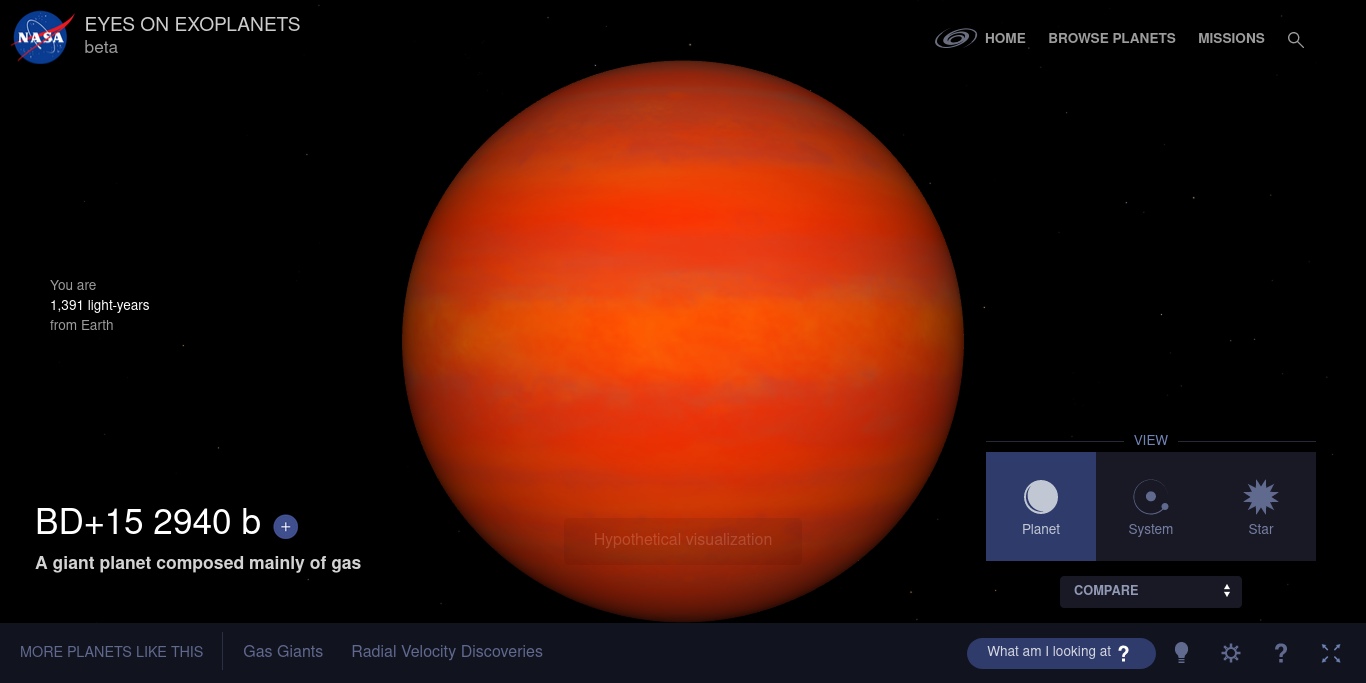 NASA
EYES ON EXOPLANETS
beta
HOME
BROWSE PLANETS
MISSIONS
You are
1,391 light-years
from Earth
VIEW
Planet
System
Star
COMPARE
BD+15 2940 b +
A giant planet composed mainly of gas
Hypothetical visualization
MORE PLANETS LIKE THIS
Gas Giants
Radial Velocity Discoveries
What am I looking at ?
?